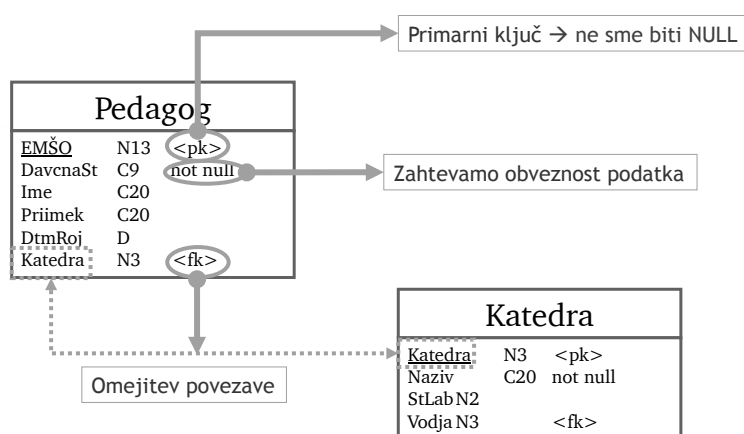 Primarni ključ → ne sme biti NULL
Pedagog
EMŠO N13 <pk>
DavcnaSt C9 not null
Zahtevamo obveznost podatka
Ime C20
Priimek C20
DtmRoj D
Katedra N3 <fk>
Katedra
Katedra N3 <pk>
Naziv C20 not null
Omejitev povezave
StLab N2
Vodja N3 <fk>